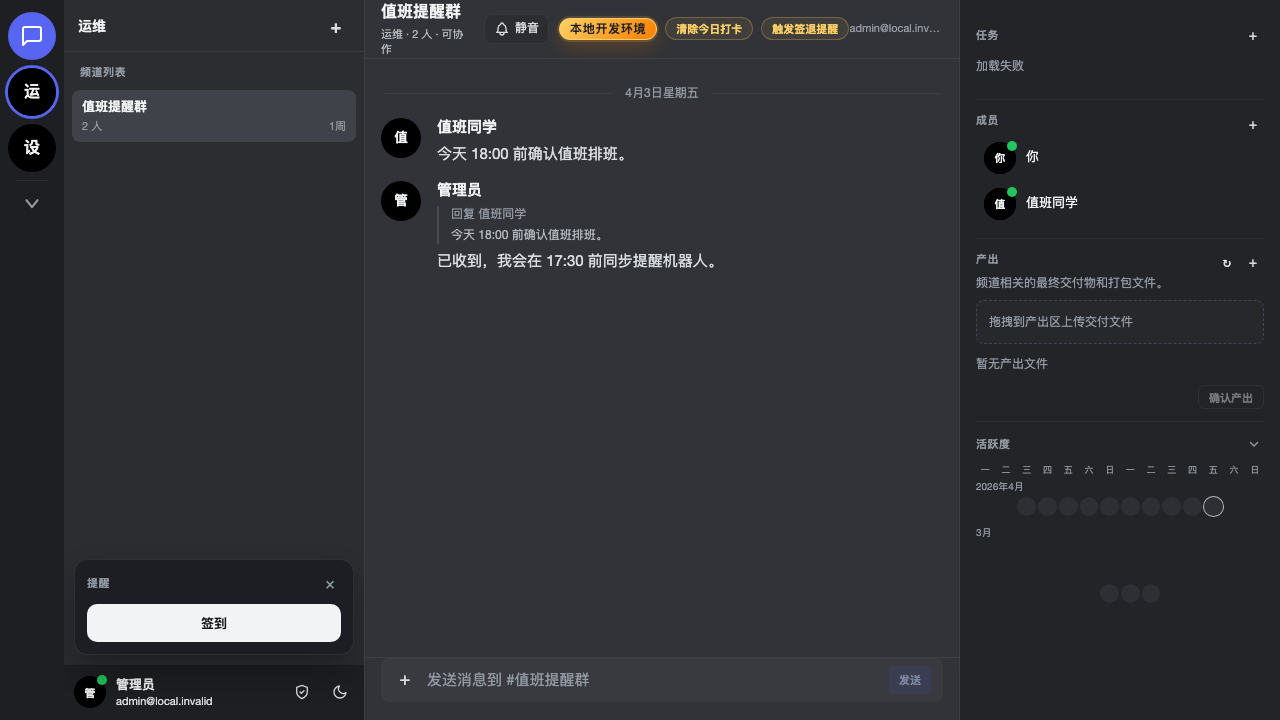 运
设
运维
+
频道列表
值班提醒群
2 人
1周
提醒
×
签到
管
管理员
admin@local.invalid
值班提醒群
运维 · 2 人 · 可协
作
静音
本地开发环境
清除今日打卡
触发签退提醒
admin@local.inv…
4月3日星期五
值
值班同学
今天 18:00 前确认值班排班。
管
管理员
回复 值班同学
今天 18:00 前确认值班排班。
已收到，我会在 17:30 前同步提醒机器人。
+
发送消息到 #值班提醒群
发送
任务
+
加载失败
成员
+
你
你
值
值班同学
产出
↻ +
频道相关的最终交付物和打包文件。
拖拽到产出区上传交付文件
暂无产出文件
确认产出
活跃度
一 二 三 四 五 六 日 一 二 三 四 五 六 日
2026年4月
3月